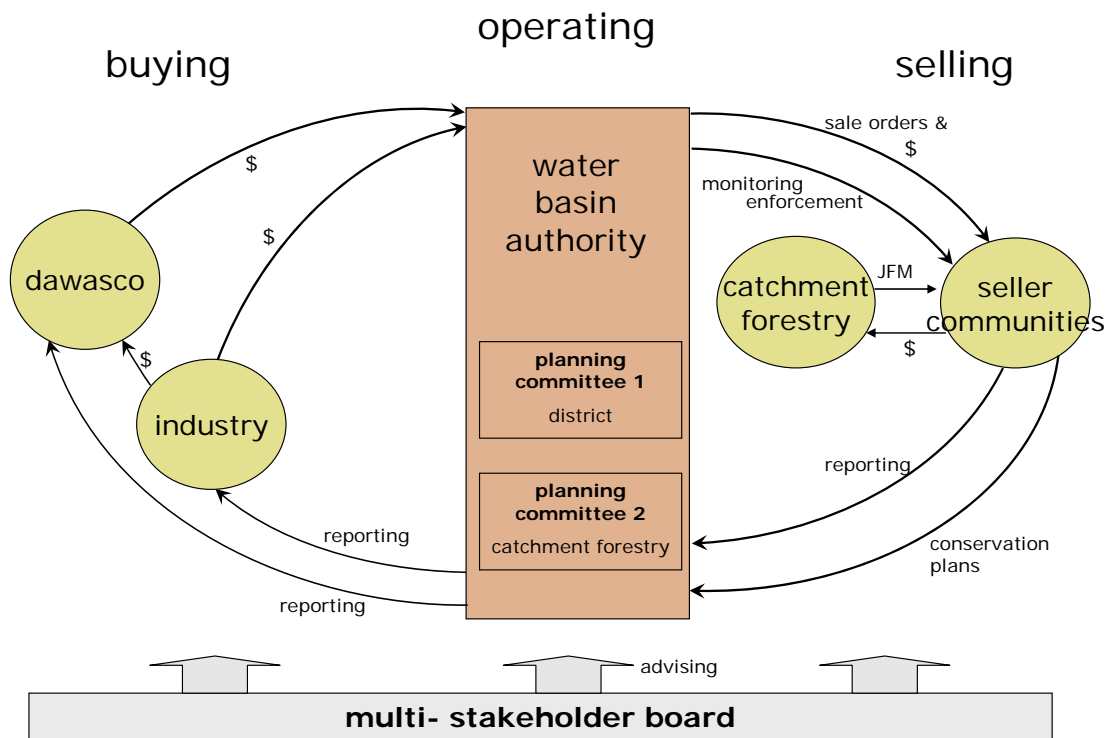 operating
buying
selling
$
$
dawasco
$
industry
reporting
reporting
water
basin
authority
planning
committee 1
district
planning
committee 2
catchment forestry
sale orders &
$
monitoring
enforcement
catchment
forestry
JFM
$
seller
communities
reporting
conservation
plans
advising
multi- stakeholder board